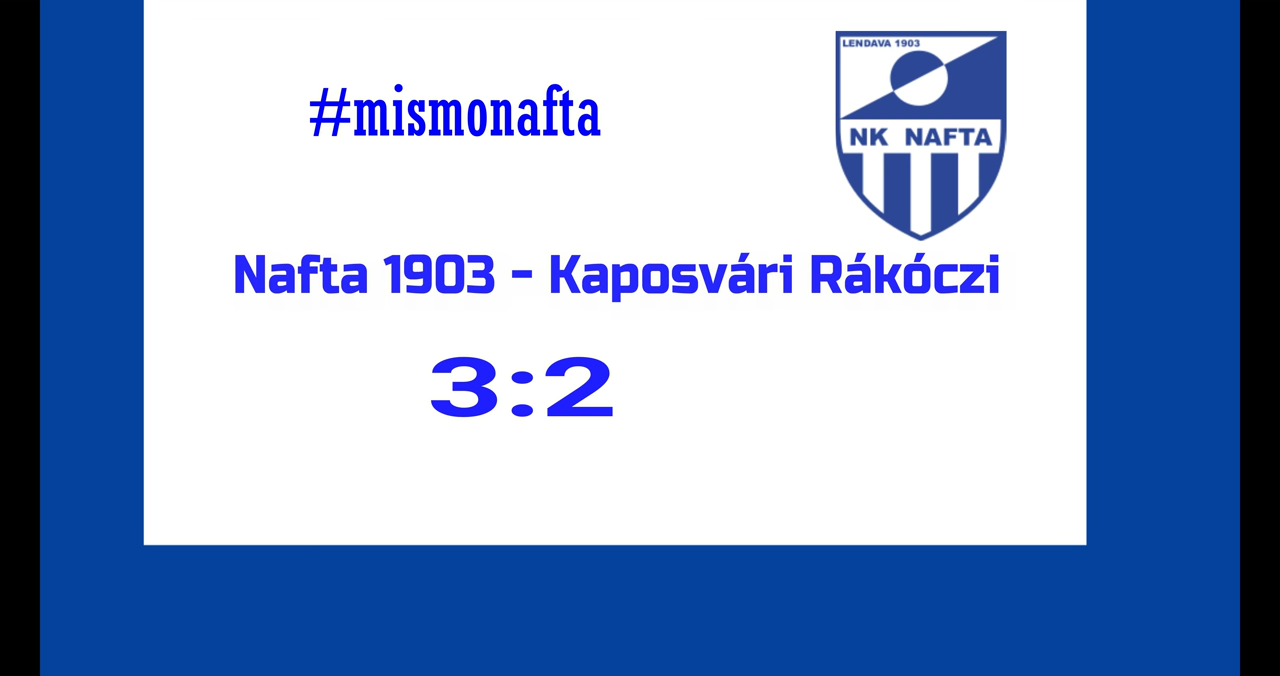 LENDAVA 1903
#mismonafta
NK NAFTA
Nafta 1903 - Kaposvári Rákóczi
3:2